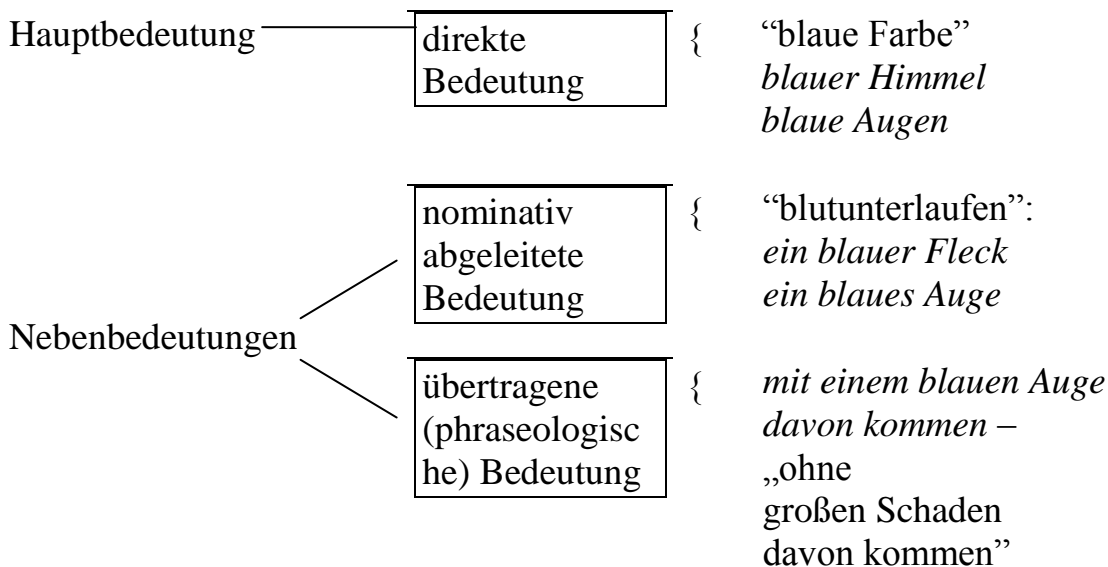 Hauptbedeutung
direkte
Bedeutung
{
“blaue Farbe”
blauer Himmel
blaue Augen
Nebenbedeutungen
nominativ
abgeleitete
Bedeutung
{
“blutunterlaufen”:
ein blauer Fleck
ein blaues Auge
übertragene
(phraseologisc
he) Bedeutung
{
mit einem blauen Auge
davon kommen –
„ohne
großen Schaden
davon kommen”